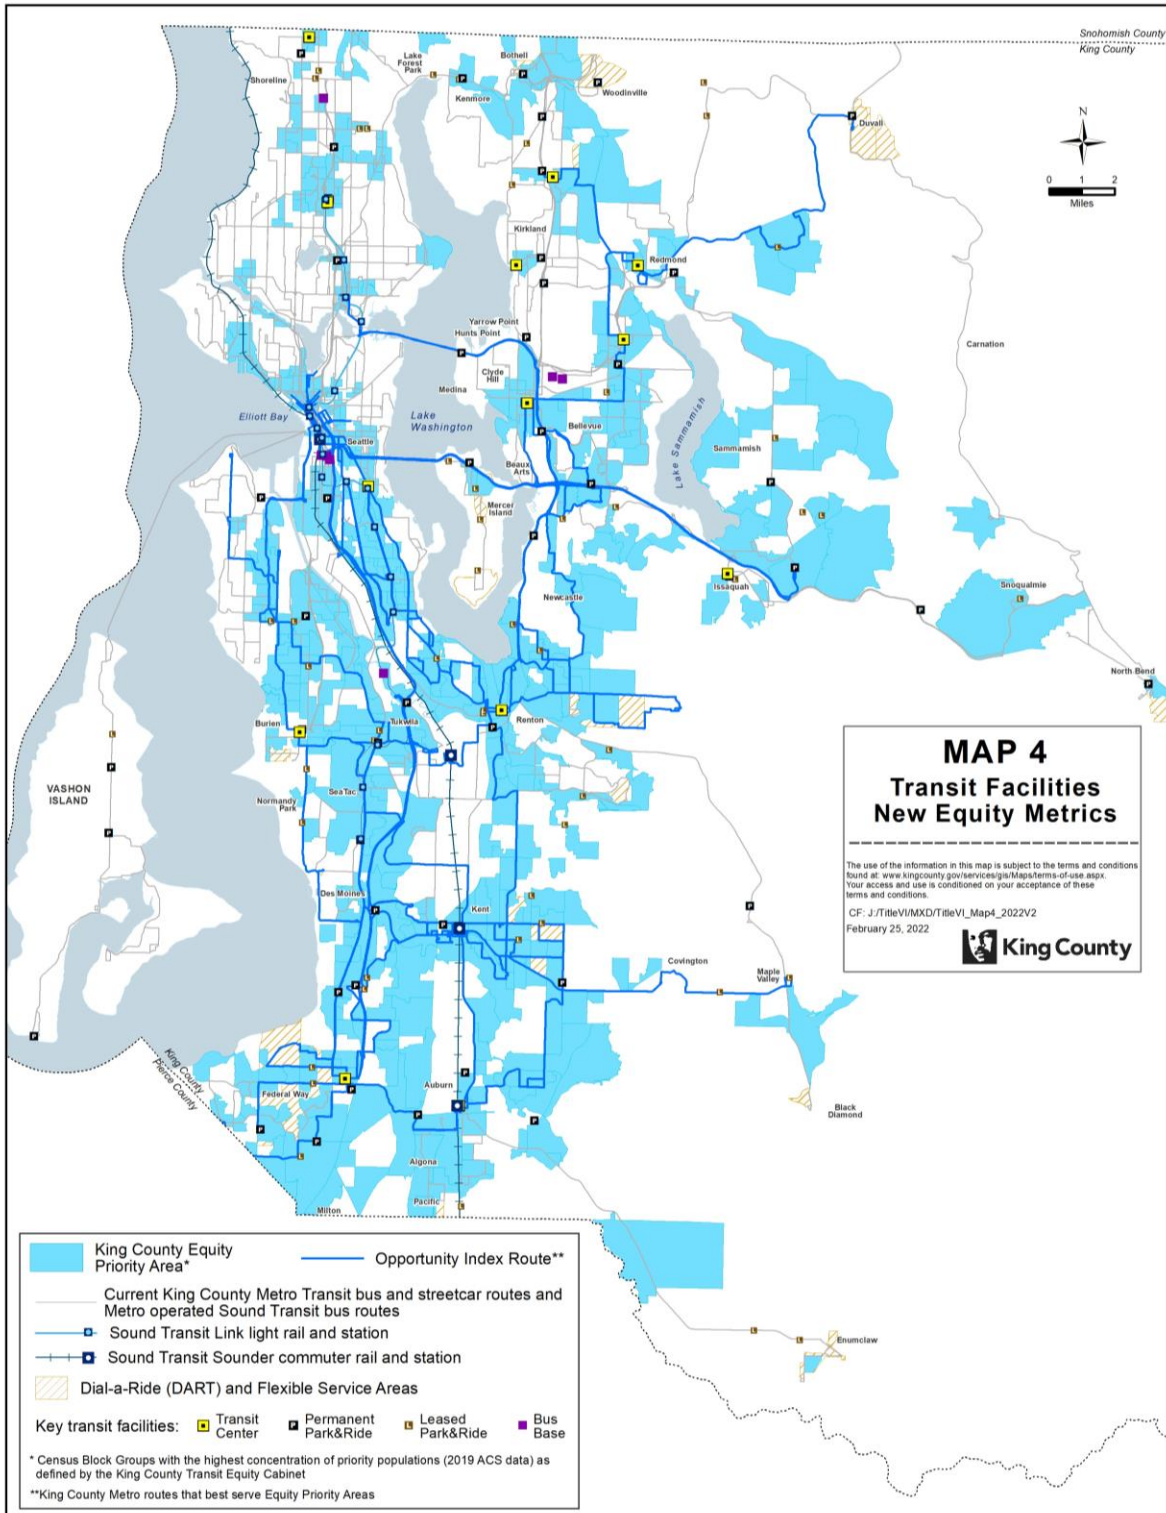 Snohomish County
King County
Lake
Forest
Park
Bothell
Shoreline
Kenmore
Woodinville
Duvall
N
0 1 2
Miles
Kirkland
Redmond
Yarrow Point
Hunts Point
Carnation
Clyde
Hill
Medina
Elliott Bay
Lake
Washington
Bellevue
Seattle
Lake Sammamish
Sammamish
Beaux
Arts
Mercer
Island
Issaquah
Snoqualmie
Newcastle
North Bend
Burien
Tukwila
Renton
VASHON
ISLAND
SeaTac
Normandy
Park
Des Moines
Kent
Covington
Maple
Valley
King County
Pierce County
Federal Way
Auburn
Black
Diamond
Algona
Pacific
Milton
Enumclaw
MAP 4
Transit Facilities
New Equity Metrics
The use of the information in this map is subject to the terms and conditions
found at: www.kingcounty.gov/services/gis/Maps/terms-of-use.aspx.
Your access and use is conditioned on your acceptance of these
terms and conditions.
CF: J:/TitleVI/MXD/TitleVI_Map4_2022V2
February 25, 2022
King County
King County Equity
Priority Area*
Opportunity Index Route**
Current King County Metro Transit bus and streetcar routes and
Metro operated Sound Transit bus routes
Sound Transit Link light rail and station
Sound Transit Sounder commuter rail and station
Dial-a-Ride (DART) and Flexible Service Areas
Key transit facilities:
Transit
Center
P
Permanent
Park&Ride
L
Leased
Park&Ride
Bus
Base
* Census Block Groups with the highest concentration of priority populations (2019 ACS data) as
defined by the King County Transit Equity Cabinet
**King County Metro routes that best serve Equity Priority Areas